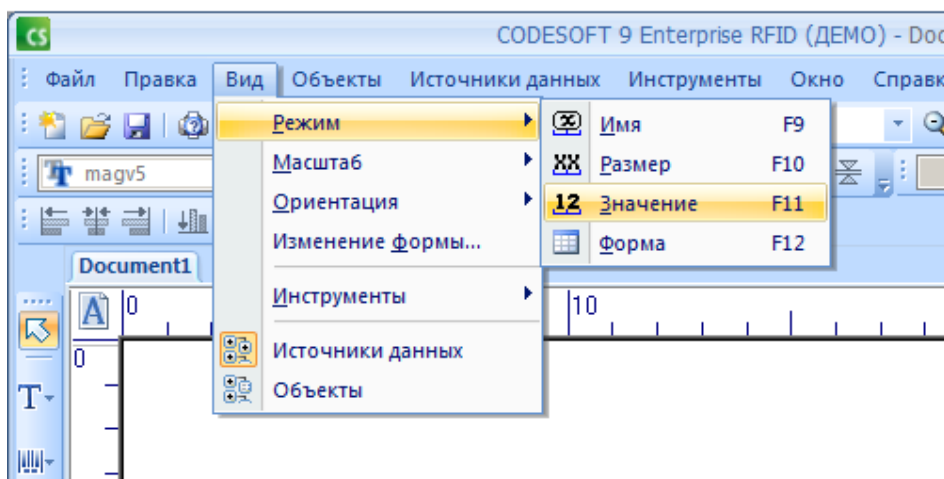 CS CODESOFT 9 Enterprise RFID (ДЕМО) - Doc
Файл Правка Вид Объекты Источники данных Инструменты Окно Справк
Режим
Имя F9
magv5
Масштаб
XX Размер F10
Ориентация
12 Значение F11
Изменение формы...
Форма F12
Document1
Инструменты
A 0 10
0
Источники данных
T
Объекты